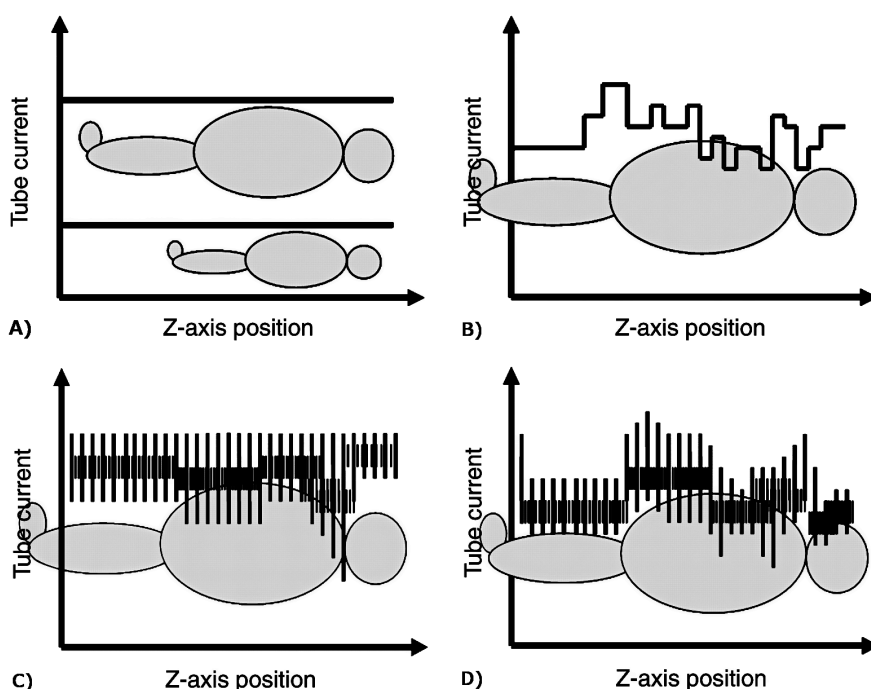 Tube current
A)
Z-axis position
Tube current
B)
Z-axis position
Tube current
C)
Z-axis position
Tube current
D)
Z-axis position